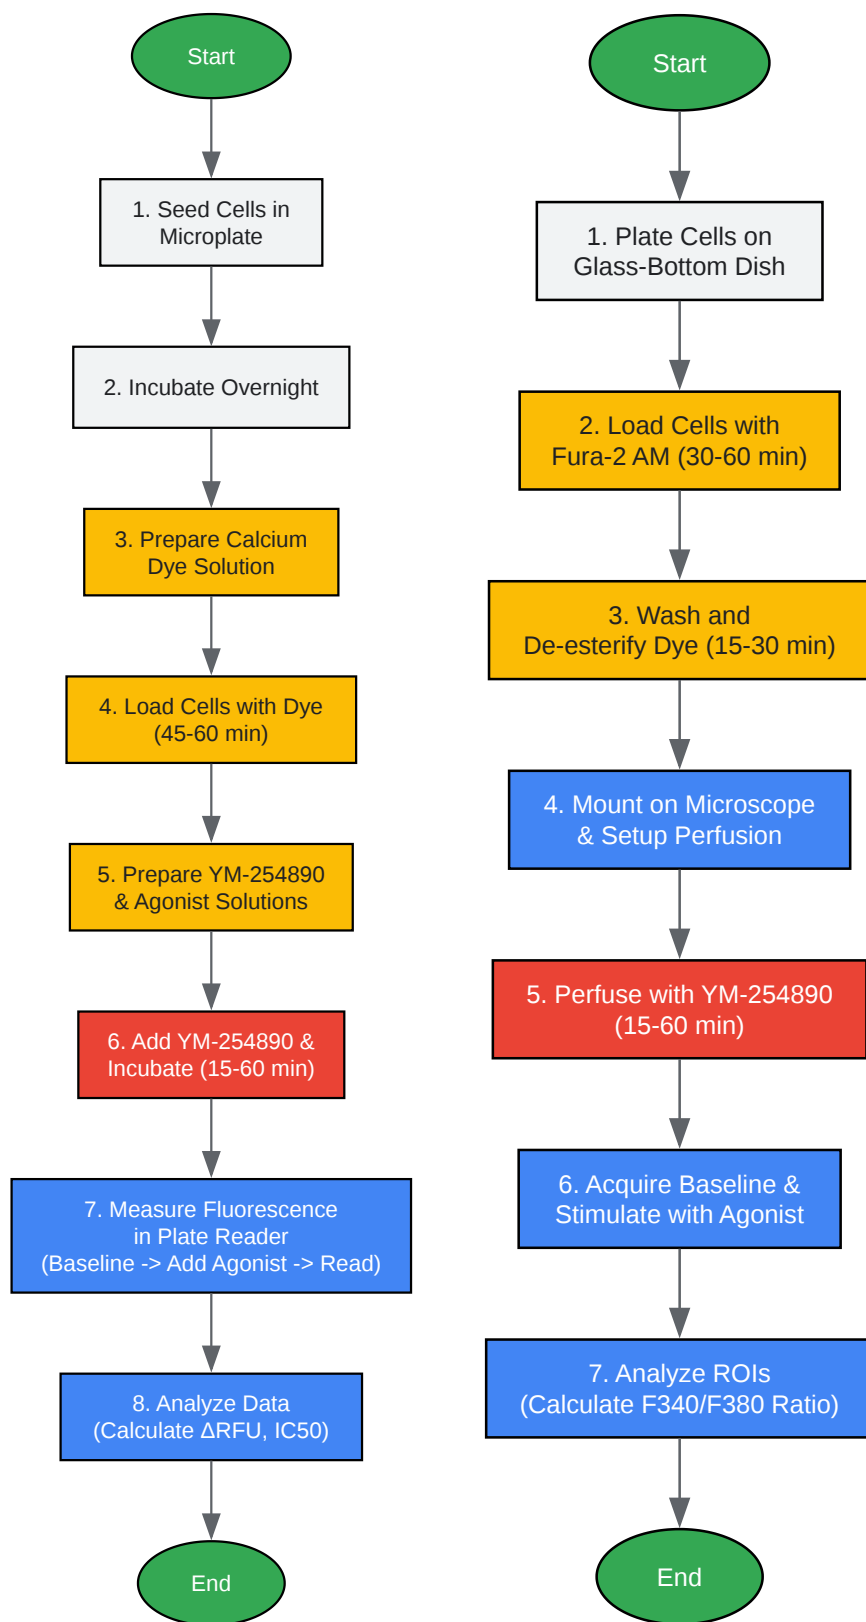 Start
1. Seed Cells in
Microplate
2. Incubate Overnight
3. Prepare Calcium
Dye Solution
4. Load Cells with Dye
(45-60 min)
5. Prepare YM-254890
& Agonist Solutions
6. Add YM-254890 &
Incubate (15-60 min)
7. Measure Fluorescence
in Plate Reader
(Baseline -> Add Agonist -> Read)
8. Analyze Data
(Calculate ΔRFU, IC50)
End
Start
1. Plate Cells on
Glass-Bottom Dish
2. Load Cells with
Fura-2 AM (30-60 min)
3. Wash and
De-esterify Dye (15-30 min)
4. Mount on Microscope
& Setup Perfusion
5. Perfuse with YM-254890
(15-60 min)
6. Acquire Baseline &
Stimulate with Agonist
7. Analyze ROIs
(Calculate F340/F380 Ratio)
End